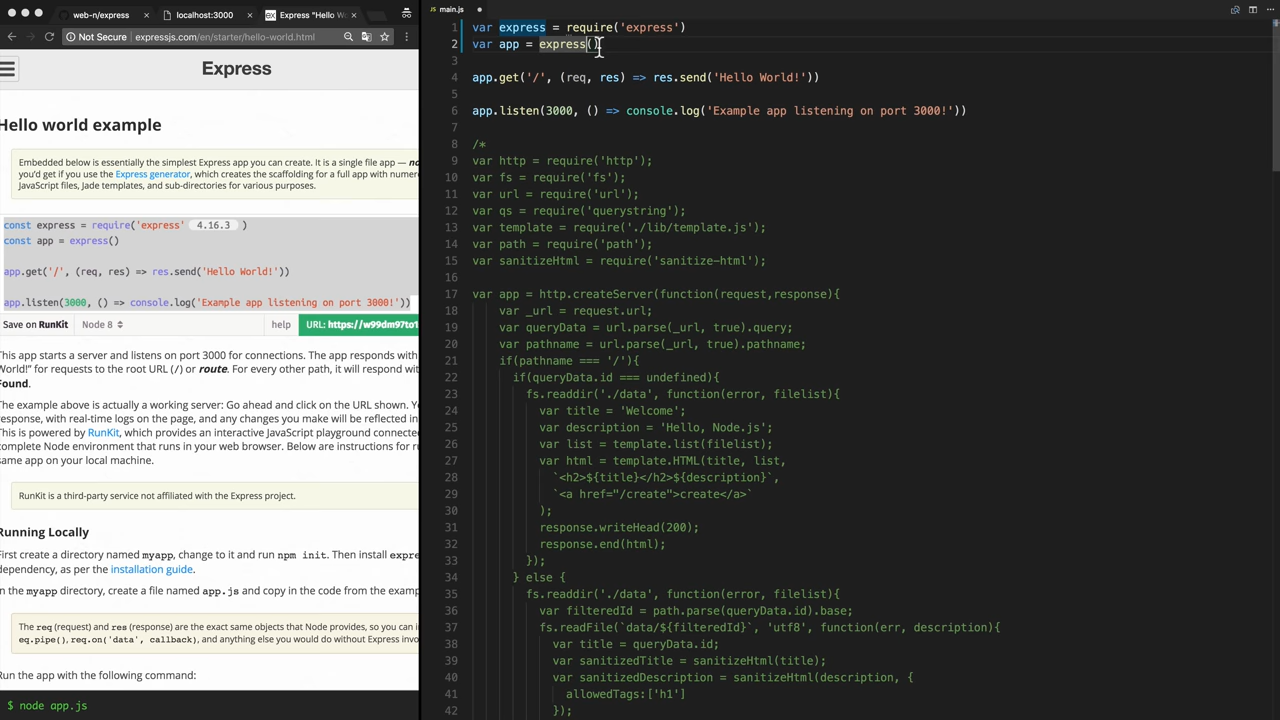 web-n/express
localhost:3000
Express "Hello W
Not Secure
expressjs.com/en/starter/hello-world.html
Express
Hello world example
Embedded below is essentially the simplest Express app you can create. It is a single file app —
you'd get if you use the Express generator, which creates the scaffolding for a full app with
JavaScript files, Jade templates, and sub-directories for various purposes.
const express = require('express' 4.16.3 )
const app = express()
app.get('/', (req, res) => res.send('Hello World!'))
app.listen(3000, () => console.log('Example app listening on port 3000!'))
Save on RunKit
Node 8
help
URL: https://w99dm97to1
This app starts a server and listens on port 3000 for connections. The app responds with
World!" for requests to the root URL (/) or route. For every other path, it will respond
Found.
The example above is actually a working server: Go ahead and click on the URL shown.
response, with real-time logs on the page, and any changes you make will be reflected in
This is powered by RunKit, which provides an interactive JavaScript playground
complete Node environment that runs in your web browser. Below are instructions for
same app on your local machine.
RunKit is a third-party service not affiliated with the Express project.
Running Locally
First create a directory named myapp, change to it and run npm init. Then install
dependency, as per the installation guide.
In the myapp directory, create a file named app.js and copy in the code from the
The req (request) and res (response) are the exact same objects that Node provides, so you can
eq.pipe(), req.on('data', callback), and anything else you would do without Express
Run the app with the following command:
$ node app.js
main.js
1 var express = require('express')
2 var app = express()
3
4 app.get('/', (req, res) => res.send('Hello World!'))
5
6 app.listen(3000, () => console.log('Example app listening on port 3000!'))
7
8 /*
9 var http = require('http');
10 var fs = require('fs');
11 var url = require('url');
12 var qs = require('querystring');
13 var template = require('./lib/template.js');
14 var path = require('path');
15 var sanitizeHtml = require('sanitize-html');
16
17 var app = http.createServer(function(request,response){
18 var _url = request.url;
19 var queryData = url.parse(_url, true).query;
20 var pathname = url.parse(_url, true).pathname;
21 if(pathname === '/'){
22 if(queryData.id === undefined){
23 fs.readdir('./data', function(error, filelist){
24 var title = 'Welcome';
25 var description = 'Hello, Node.js';
26 var list = template.list(filelist);
27 var html = template.HTML(title, list,
28 `<h2>${title}</h2>${description}`,
29 `<a href="/create">create</a>`
30 );
31 response.writeHead(200);
32 response.end(html);
33 });
34 } else {
35 fs.readdir('./data', function(error, filelist){
36 var filteredId = path.parse(queryData.id).base;
37 fs.readFile(`data/${filteredId}`, 'utf8', function(err, description){
38 var title = queryData.id;
39 var sanitizedTitle = sanitizeHtml(title);
40 var sanitizedDescription = sanitizeHtml(description, {
41 allowedTags:['h1']
42 });